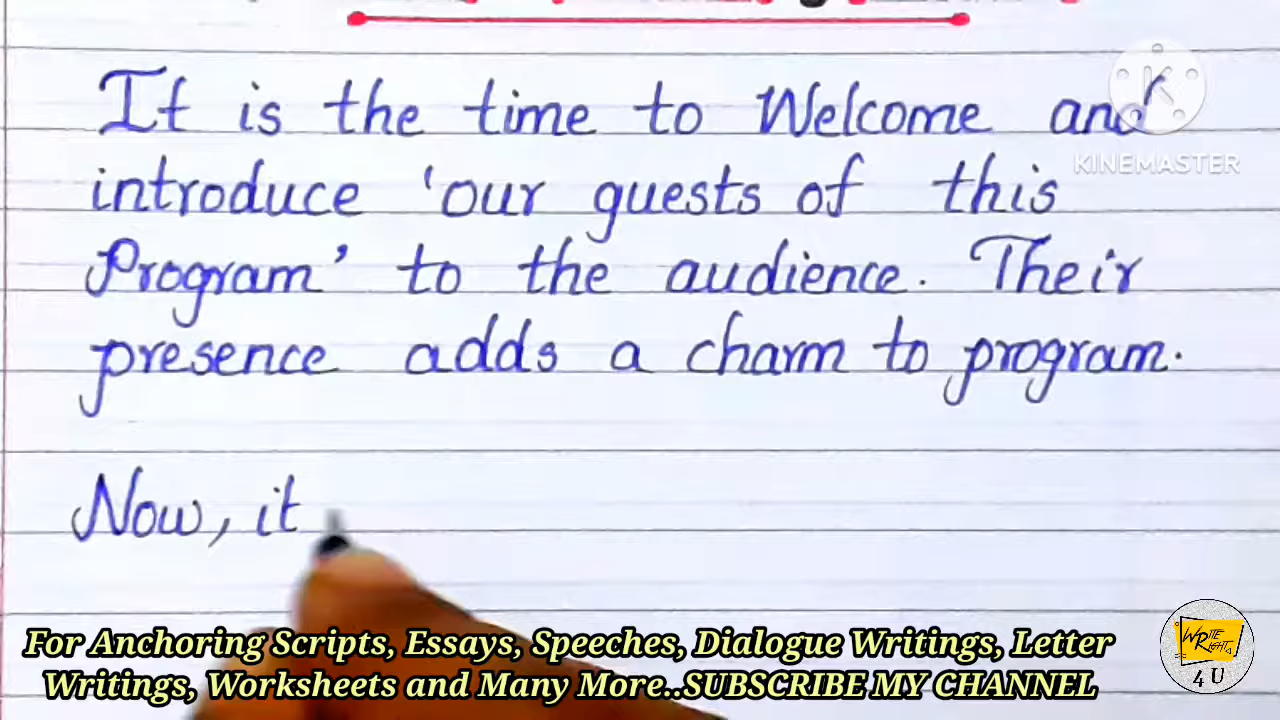 KINEMASTER
It is the time to Welcome and
introduce 'our guests of this
Program' to the audience. Their
presence adds a charm to program.
Now, it
For Anchoring Scripts, Essays, Speeches, Dialogue Writings, Letter
Writings, Worksheets and Many More..SUBSCRIBE MY CHANNEL
WRITE
RIGHT
4 U